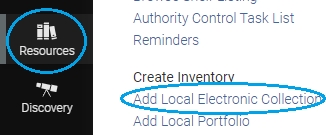 Browse Shelf Listing
Authority Control Task List
Resources
Reminders
Create Inventory
Add Local Electronic Collection
Discovery
Add Local Portfolio